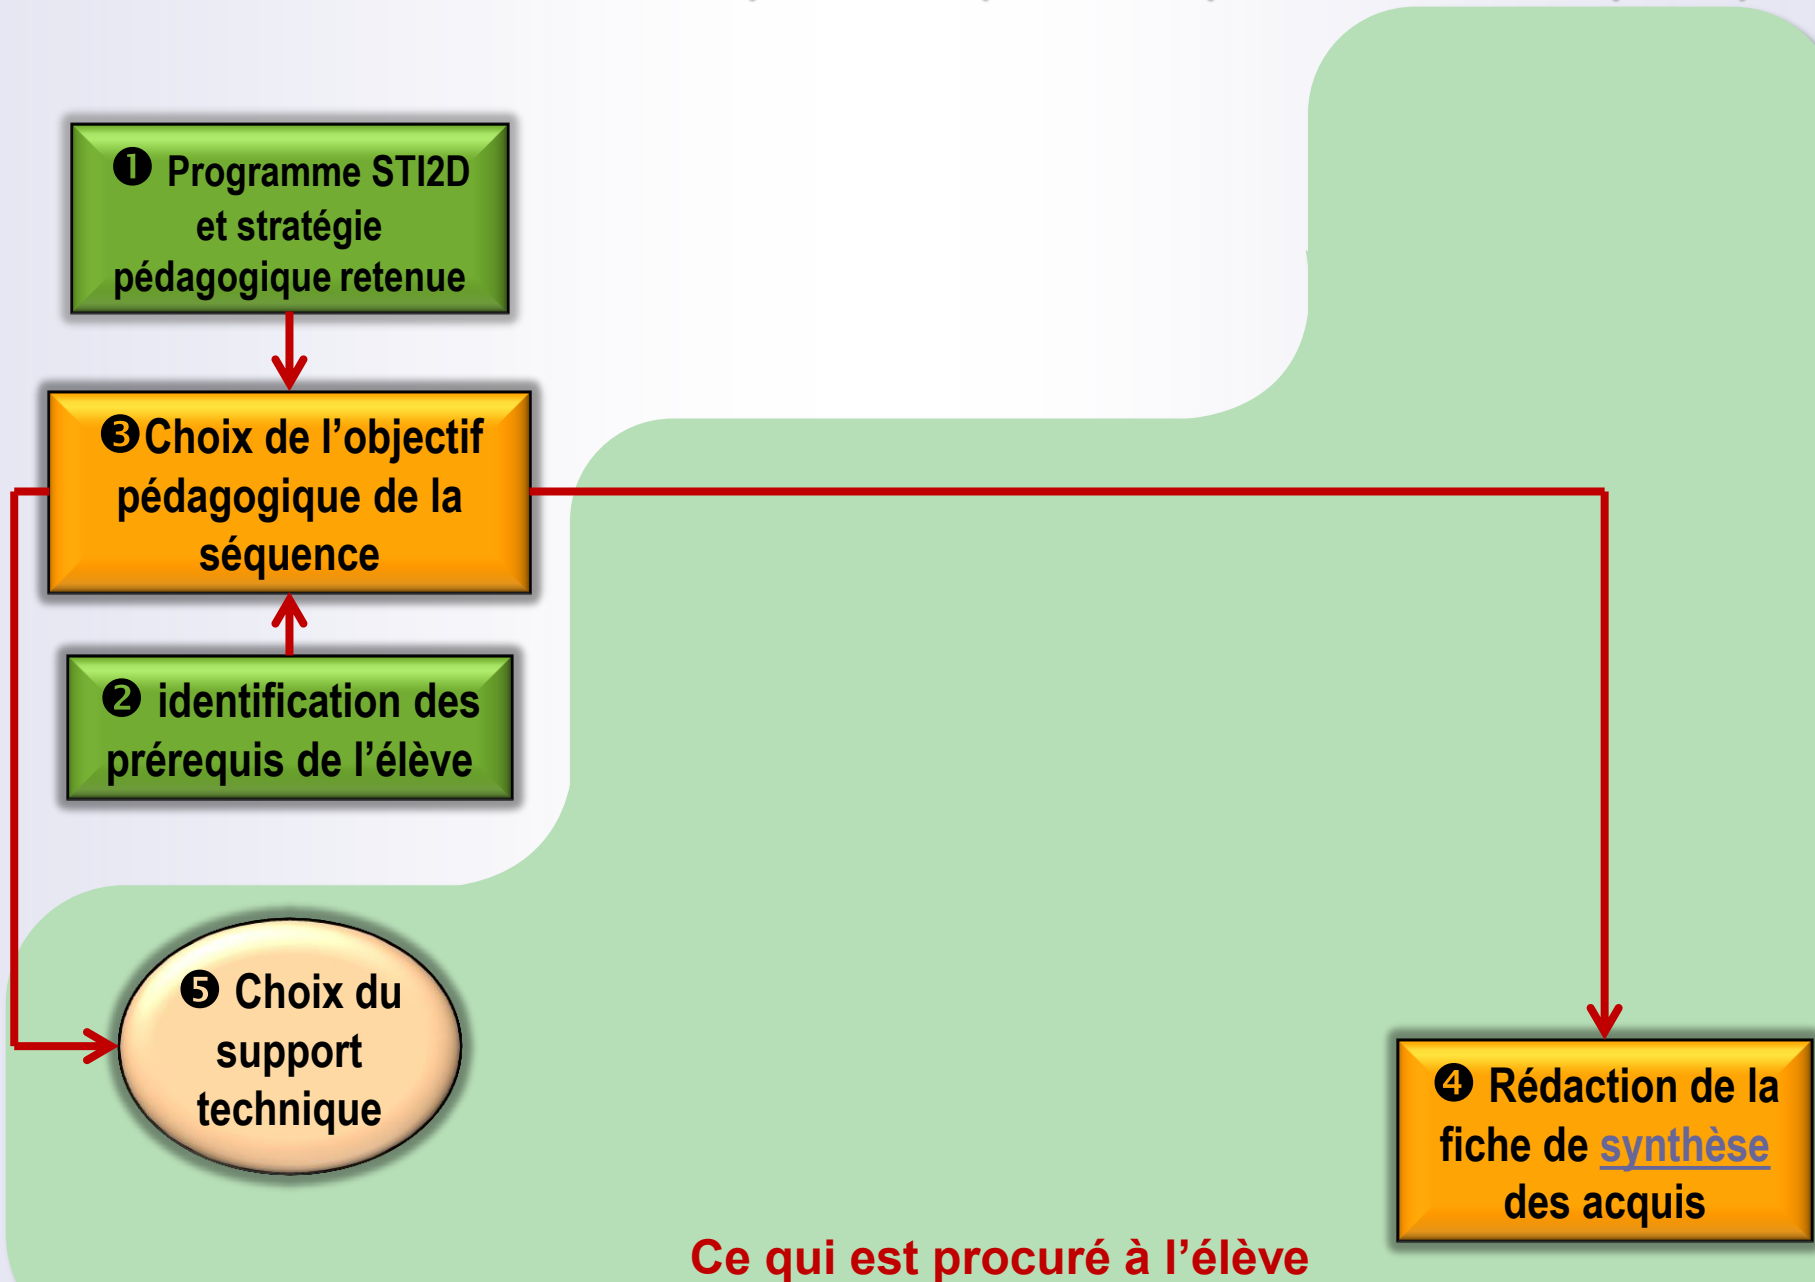 ❶ Programme STI2D
et stratégie
pédagogique retenue
❸Choix de l’objectif
pédagogique de la
séquence
❷ identification des
prérequis de l’élève
❺ Choix du
support
technique
❹ Rédaction de la
fiche de synthèse
des acquis
Ce qui est procuré à l’élève